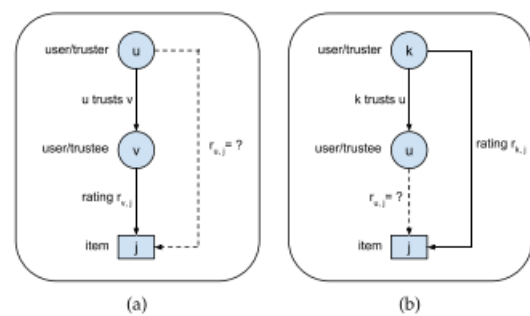 user/truster u
u trusts v
user/trustee v
r_{u,j} = ?
rating r_{v,j}
item j
(a)
user/truster k
k trusts u
user/trustee u
rating r_{k,j}
r_{u,j} = ?
item j
(b)